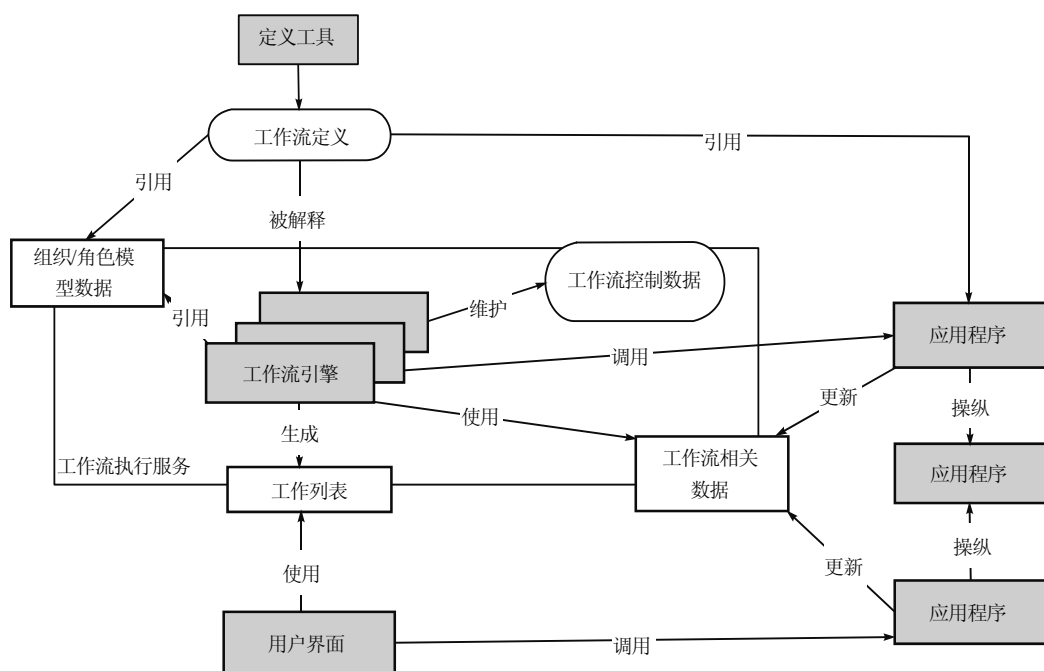 定义工具
工作流定义
引用
引用
被解释
组织/角色模
型数据
工作流控制数据
维护
引用
应用程序
调用
工作流引擎
更新
操纵
使用
生成
工作流相关
数据
工作流执行服务
应用程序
工作列表
操纵
更新
使用
应用程序
用户界面
调用